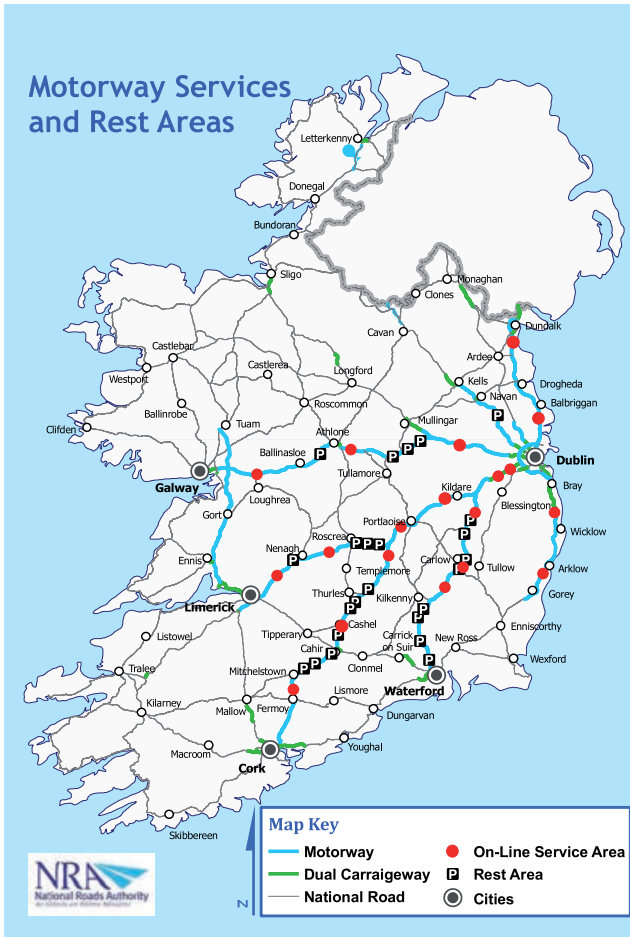 Motorway Services
and Rest Areas
Letterkenny
Donegal
Bundoran
Sligo
Monaghan
Clones
Cavan
Dundalk
Ardee
Castlebar
Castlerea
Longford
Kells
Drogheda
Westport
Navan
Balbriggan
Ballinrobe
Roscommon
Tuam
Mullingar
Clifden
Athlone
Ballinasloe
Dublin
Galway
Tullamore
Kildare
Bray
Loughrea
Blessington
Gort
Portlaoise
Wicklow
Roscrea
Nenagh
Ennis
Carlow
Tullow
Arklow
Templemore
Gorey
Thurles
Kilkenny
Limerick
Cashel
Enniscorthy
Listowel
Tipperary
Carrick
on Suir
New Ross
Cahir
Wexford
Clonmel
Tralee
Mitchelstown
Waterford
Lismore
Kilarney
Mallow
Fermoy
Dungarvan
Macroom
Youghal
Cork
Skibbereen
P P P P P P P P P P P P P P P P P P P P P P P P
Map Key
Motorway
On-Line Service Area
Dual Carraigeway
P Rest Area
National Road
Cities
N
NRA
National Roads Authority